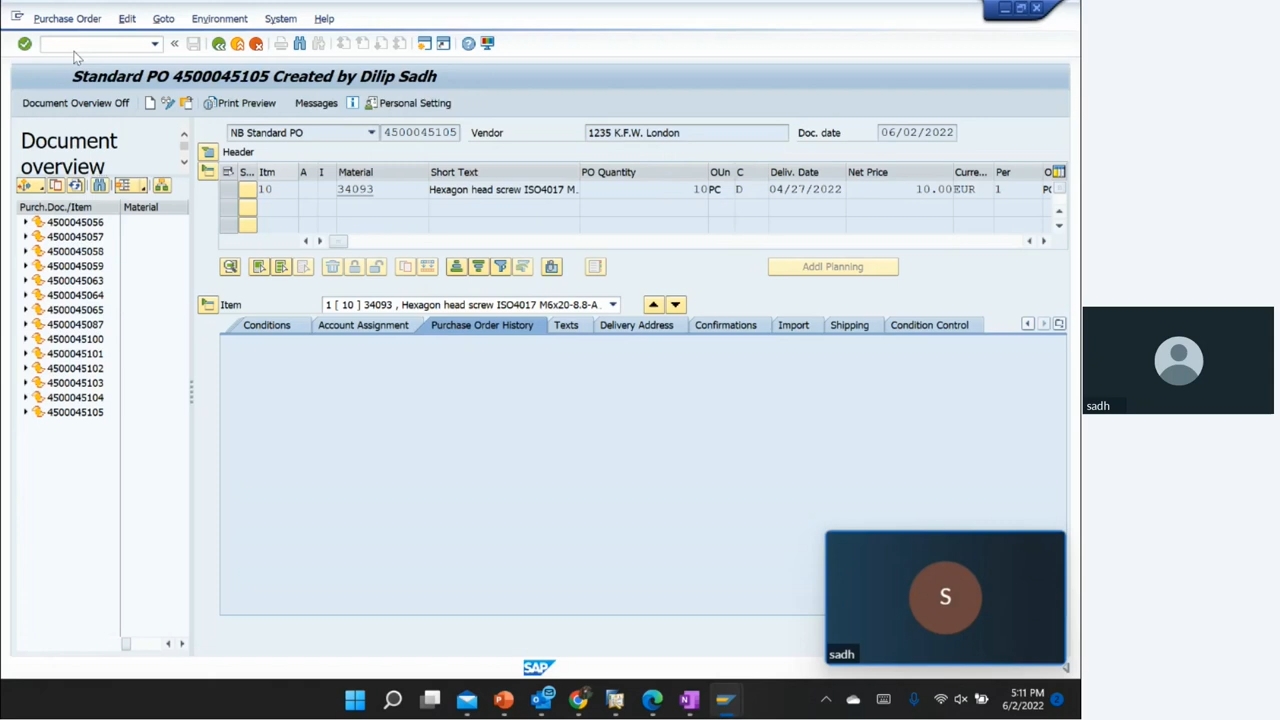 Purchase Order Edit Goto Environment System Help
Standard PO 4500045105 Created by Dilip Sadh
Document Overview Off Print Preview Messages Personal Setting
Document
overview
NB Standard PO 4500045105 Vendor 1235 K.F.W. London Doc. date 06/02/2022
Header
S... Itm A I Material Short Text PO Quantity OUn C Deliv. Date Net Price Curre... Per O
10 34093 Hexagon head screw ISO4017 M. 10 PC D 04/27/2022 10.00 EUR 1 PC
Purch.Doc./Item Material
4500045056
4500045057
4500045058
4500045059
4500045063
4500045064
4500045065
4500045087
4500045100
4500045101
4500045102
4500045103
4500045104
4500045105
Addl Planning
Item 1 [ 10 ] 34093 , Hexagon head screw ISO4017 M6x20-8.8-A
Conditions Account Assignment Purchase Order History Texts Delivery Address Confirmations Import Shipping Condition Control
sadh
S
sadh
SAP
5:11 PM
6/2/2022
2